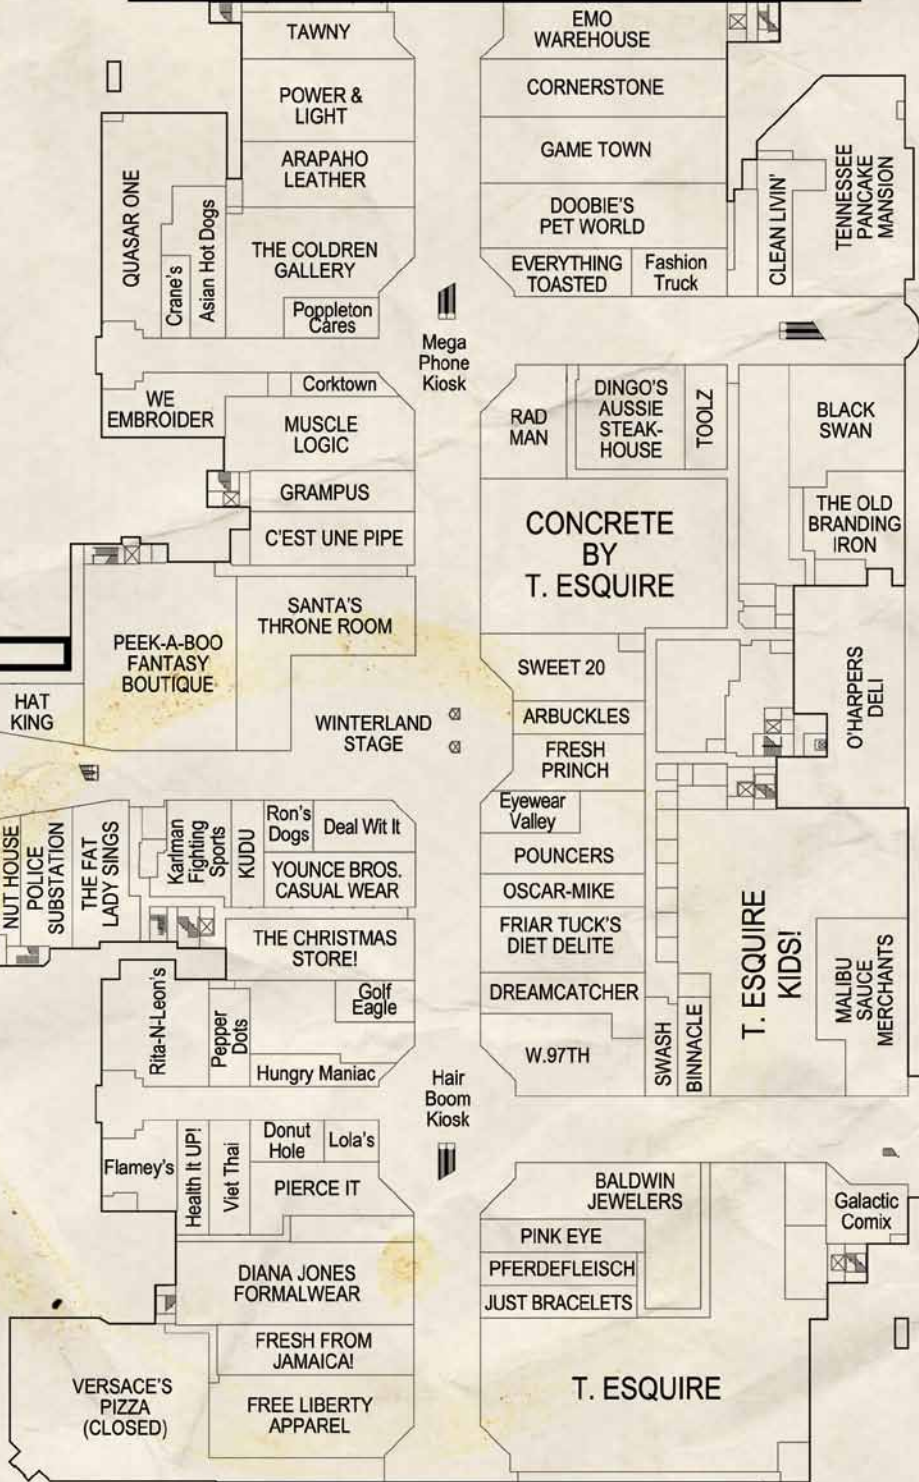 TAWNY
EMO
WAREHOUSE
POWER &
LIGHT
CORNERSTONE
ARAPAHO
LEATHER
GAME TOWN
QUASAR ONE
Crane's
Asian Hot Dogs
THE COLDREN
GALLERY
Poppleton
Cares
DOOBIE'S
PET WORLD
EVERYTHING
TOASTED
Fashion
Truck
CLEAN LIVIN'
TENNESSEE
PANCAKE
MANSION
Mega
Phone
Kiosk
WE
EMBROIDER
Corktown
MUSCLE
LOGIC
GRAMPUS
C'EST UNE PIPE
RAD
MAN
DINGO'S
AUSSIE
STEAK-
HOUSE
TOOLZ
BLACK
SWAN
THE OLD
BRANDING
IRON
CONCRETE
BY
T. ESQUIRE
PEEK-A-BOO
FANTASY
BOUTIQUE
SANTA'S
THRONE ROOM
HAT
KING
WINTERLAND
STAGE
SWEET 20
ARBUCKLES
FRESH
PRINCH
O'HARPERS
DELI
NUT HOUSE
POLICE
SUBSTATION
THE FAT
LADY SINGS
Karlman
Fighting
Sports
KUDU
Ron's
Dogs
Deal Wit It
YOUNCE BROS.
CASUAL WEAR
Eyewear
Valley
POUNCERS
OSCAR-MIKE
FRIAR TUCK'S
DIET DELITE
DREAMCATCHER
W.97TH
SWASH
BINNACLE
T. ESQUIRE
KIDS!
MALIBU
SAUCE
MERCHANTS
THE CHRISTMAS
STORE!
Rita-N-Leon's
Pepper
Dots
Golf
Eagle
Hungry Maniac
Hair
Boom
Kiosk
Flamey's
Health It UP!
Viet Thai
Donut
Hole
Lola's
PIERCE IT
BALDWIN
JEWELERS
PINK EYE
PFERDEFLEISCH
JUST BRACELETS
Galactic
Comix
DIANA JONES
FORMALWEAR
FRESH FROM
JAMAICA!
VERSACE'S
PIZZA
(CLOSED)
FREE LIBERTY
APPAREL
T. ESQUIRE